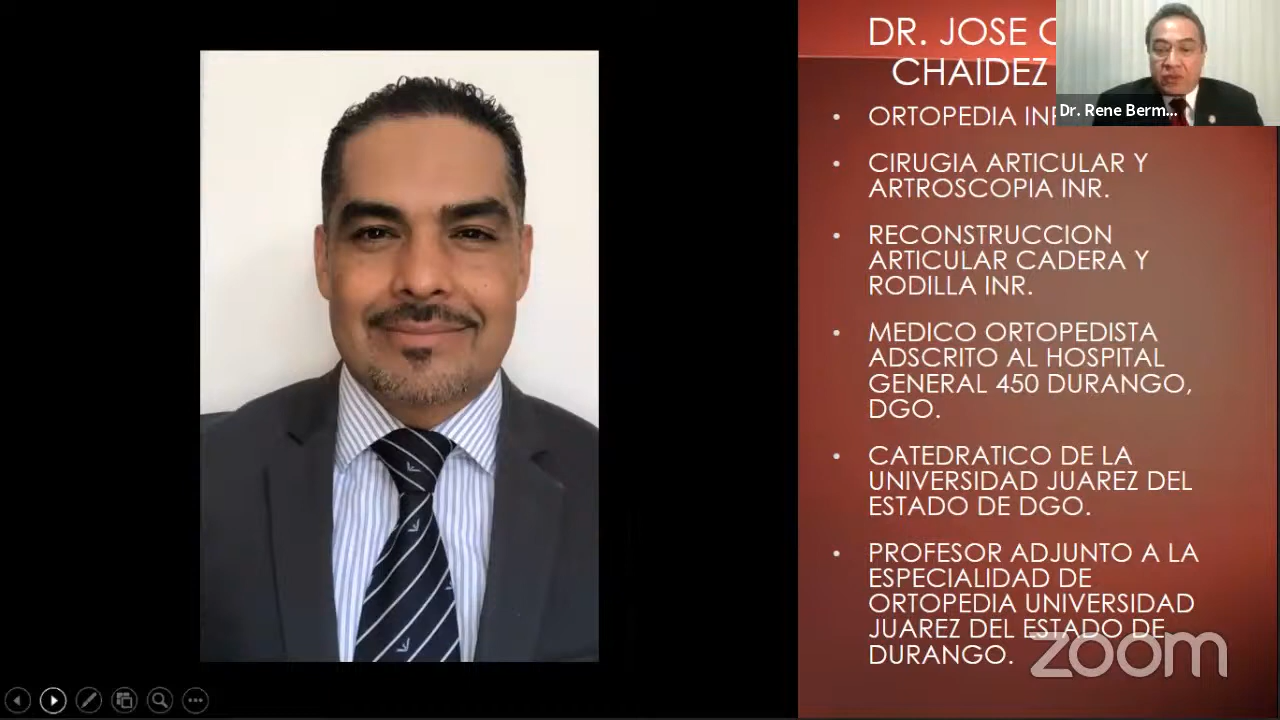 DR. JOSE
CHAIDEZ
ORTOPEDIA
CIRUGIA ARTICULAR Y
ARTROSCOPIA INR.
RECONSTRUCCION
ARTICULAR CADERA Y
RODILLA INR.
MEDICO ORTOPEDISTA
ADSCRITO AL HOSPITAL
GENERAL 450 DURANGO,
DGO.
CATEDRATICO DE LA
UNIVERSIDAD JUAREZ DEL
ESTADO DE DGO.
PROFESOR ADJUNTO A LA
ESPECIALIDAD DE
ORTOPEDIA UNIVERSIDAD
JUAREZ DEL ESTADO DE
DURANGO.
Dr. Rene Berm...
zoom